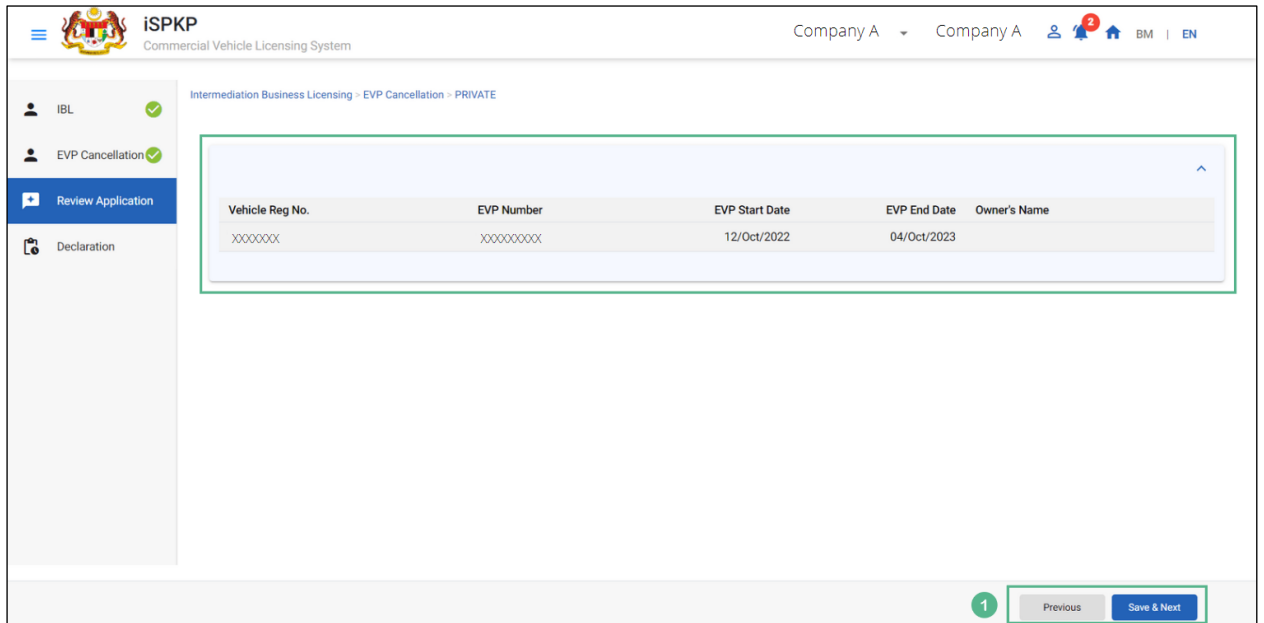 iSPKP
Commercial Vehicle Licensing System
Company A Company A 2 BM | EN
Intermediation Business Licensing > EVP Cancellation > PRIVATE
IBL
EVP Cancellation
Review Application
Declaration
Vehicle Reg No. EVP Number EVP Start Date EVP End Date Owner's Name
XXXXXXX XXXXXXXXX 12/Oct/2022 04/Oct/2023
1 Previous Save & Next